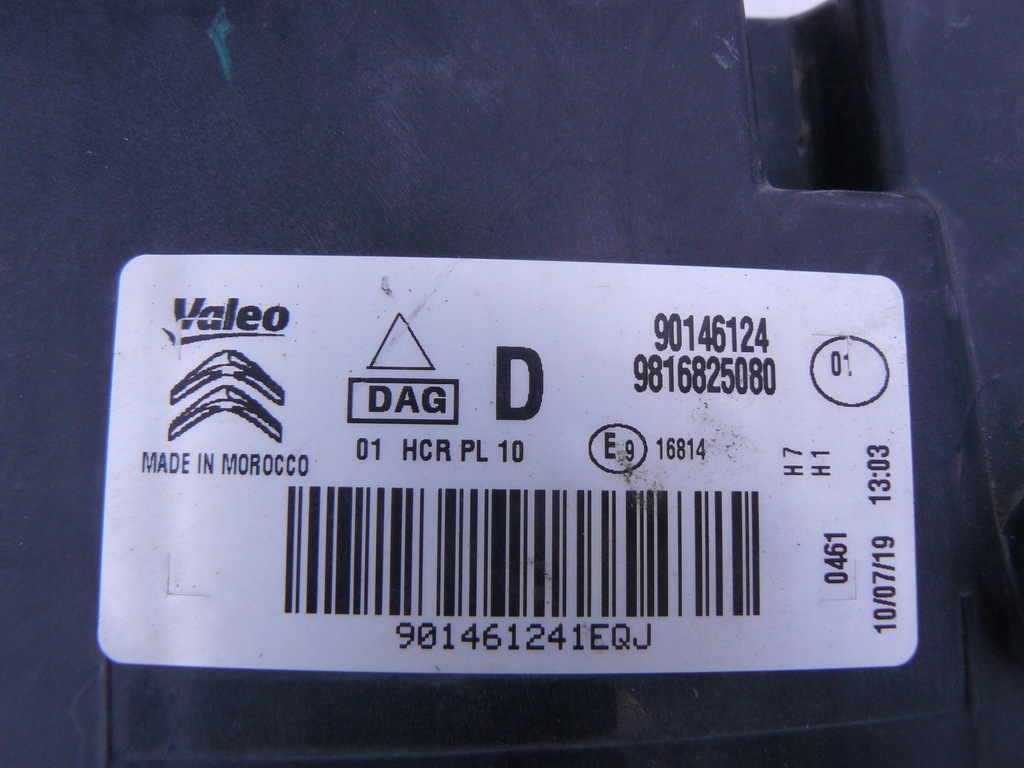 Valeo
MADE IN MOROCCO
DAG
01 HCR PL 10
D
90146124
9816825080
01
E 9 16814
H7
H1
0461
10/07/19 13:03
901461241EQJ